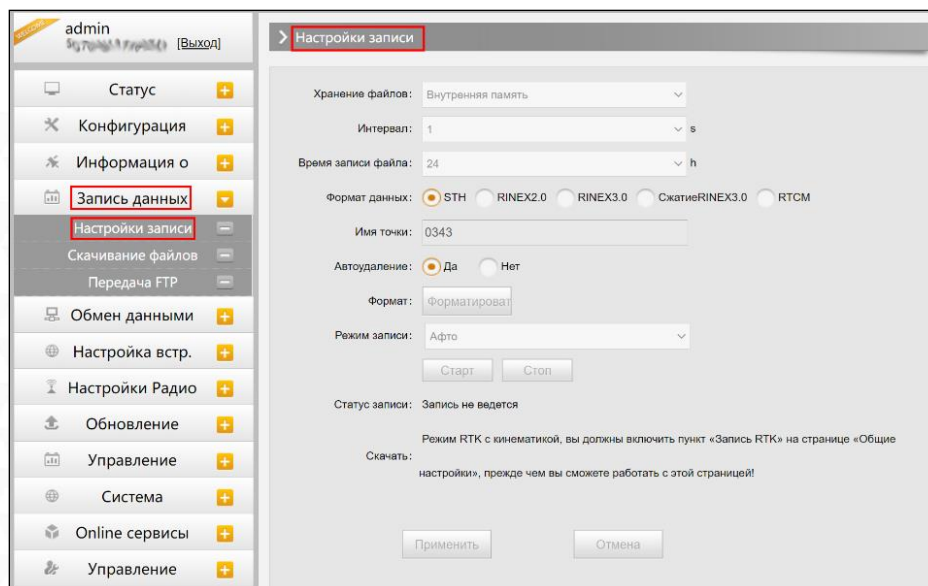 WELCOME
admin
[Выход]
Статус
Конфигурация
Информация о
Запись данных
Настройки записи
Скачивание файлов
Передача FTP
Обмен данными
Настройка встр.
Настройки Радио
Обновление
Управление
Система
Online сервисы
Управление
Настройки записи
Хранение файлов: Внутренняя память
Интервал: 1 s
Время записи файла: 24 h
Формат данных: STH RINEX2.0 RINEX3.0 СжатиеRINEX3.0 RTCM
Имя точки: 0343
Автоудаление: Да Нет
Формат: Форматироват
Режим записи: Афто
Старт Стоп
Статус записи: Запись не ведется
Режим RTK с кинематикой, вы должны включить пункт «Запись RTK» на странице «Общие
Скачать:
настройки», прежде чем вы сможете работать с этой страницей!
Применить Отмена